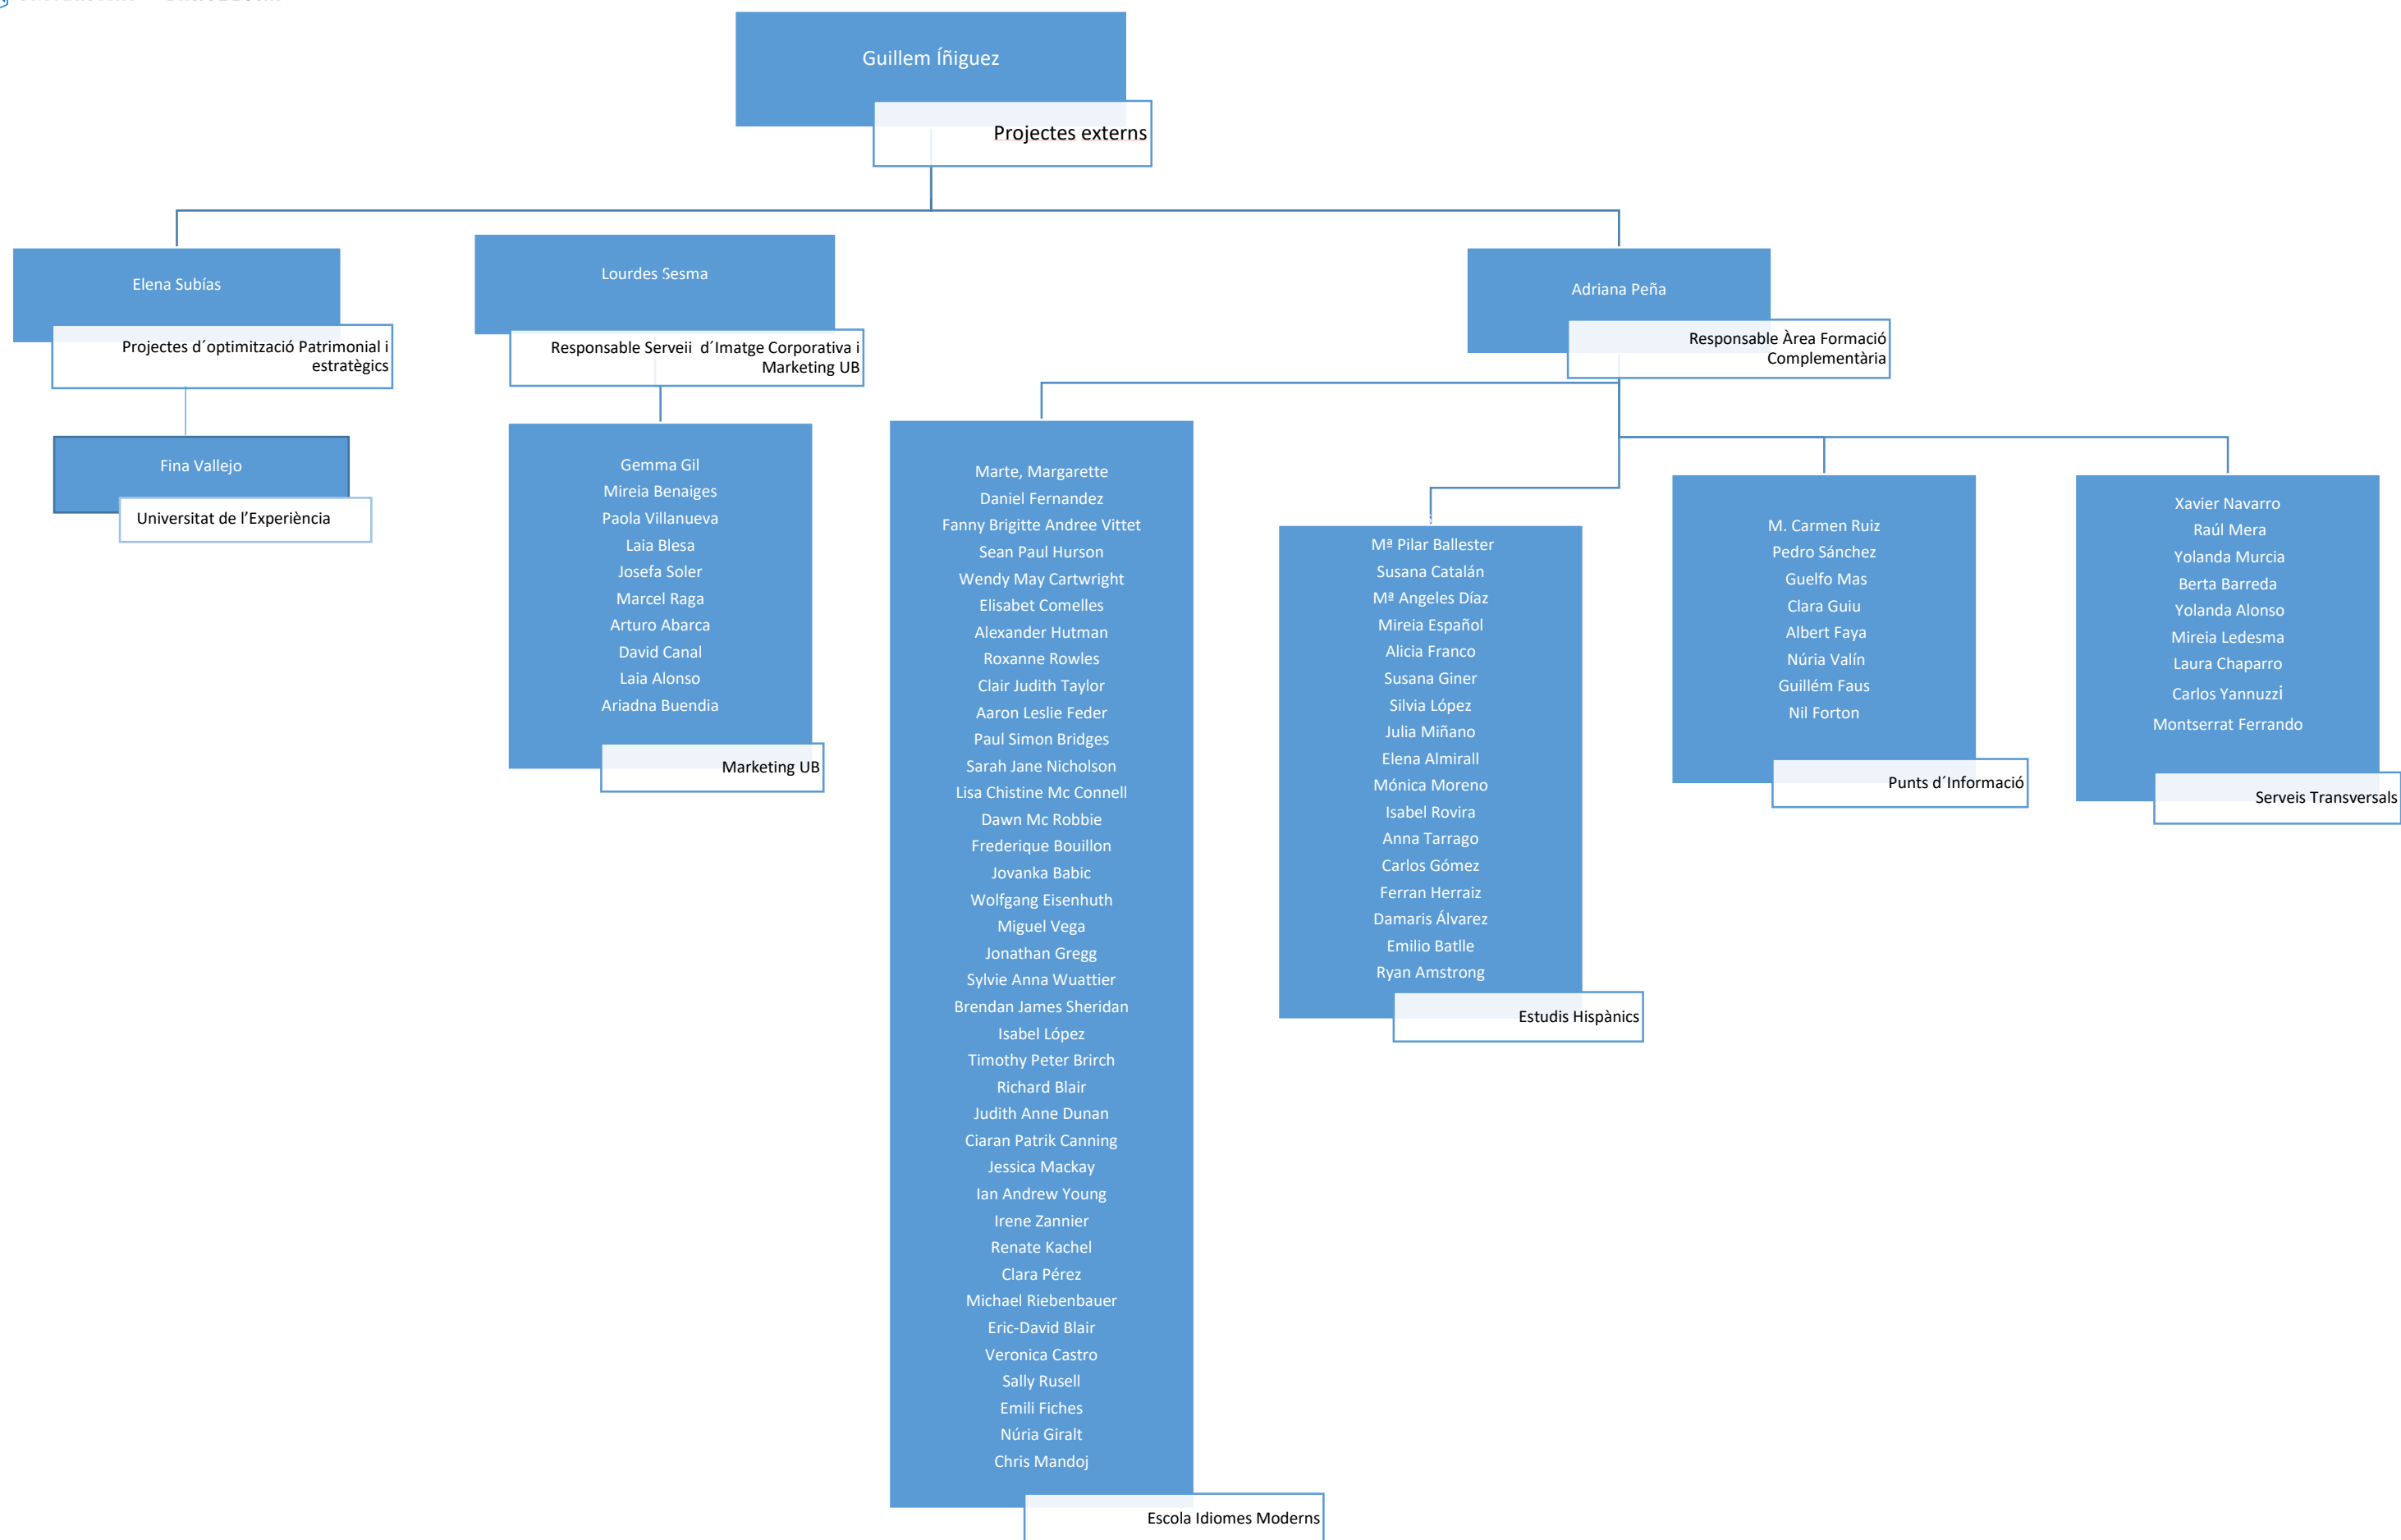 Guillem Íñiguez
Projectes externs
Elena Subías
Projectes d´optimització Patrimonial i
estratègics
Fina Vallejo
Universitat de l’Experiència
Lourdes Sesma
Responsable Serveii d´Imatge Corporativa i
Marketing UB
Gemma Gil
Mireia Benaiges
Paola Villanueva
Laia Blesa
Josefa Soler
Marcel Raga
Arturo Abarca
David Canal
Laia Alonso
Ariadna Buendia
Marketing UB
Adriana Peña
Responsable Àrea Formació
Complementària
Marte, Margarette
Daniel Fernandez
Fanny Brigitte Andree Vittet
Sean Paul Hurson
Wendy May Cartwright
Elisabet Comelles
Alexander Hutman
Roxanne Rowles
Clair Judith Taylor
Aaron Leslie Feder
Paul Simon Bridges
Sarah Jane Nicholson
Lisa Chistine Mc Connell
Dawn Mc Robbie
Frederique Bouillon
Jovanka Babic
Wolfgang Eisenhuth
Miguel Vega
Jonathan Gregg
Sylvie Anna Wuattier
Brendan James Sheridan
Isabel López
Timothy Peter Brirch
Richard Blair
Judith Anne Dunan
Ciaran Patrik Canning
Jessica Mackay
Ian Andrew Young
Irene Zannier
Renate Kachel
Clara Pérez
Michael Riebenbauer
Eric-David Blair
Veronica Castro
Sally Rusell
Emili Fiches
Núria Giralt
Chris Mandoj
Escola Idiomes Moderns
Mª Pilar Ballester
Susana Catalán
Mª Angeles Díaz
Mireia Español
Alicia Franco
Susana Giner
Silvia López
Julia Miñano
Elena Almirall
Mónica Moreno
Isabel Rovira
Anna Tarrago
Carlos Gómez
Ferran Herraiz
Damaris Álvarez
Emilio Batlle
Ryan Amstrong
Estudis Hispànics
M. Carmen Ruiz
Pedro Sánchez
Guelfo Mas
Clara Guiu
Albert Faya
Núria Valín
Guillém Faus
Nil Forton
Punts d´Informació
Xavier Navarro
Raúl Mera
Yolanda Murcia
Berta Barreda
Yolanda Alonso
Mireia Ledesma
Laura Chaparro
Carlos Yannuzzi
Montserrat Ferrando
Serveis Transversals